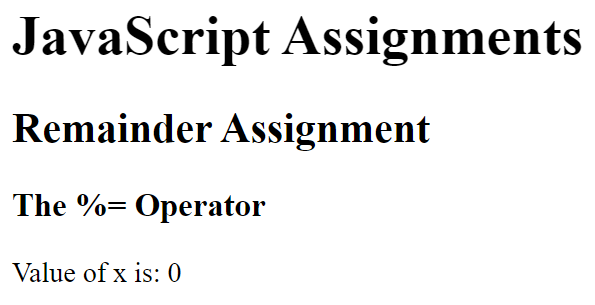 JavaScript Assignments
Remainder Assignment
The %= Operator
Value of x is: 0